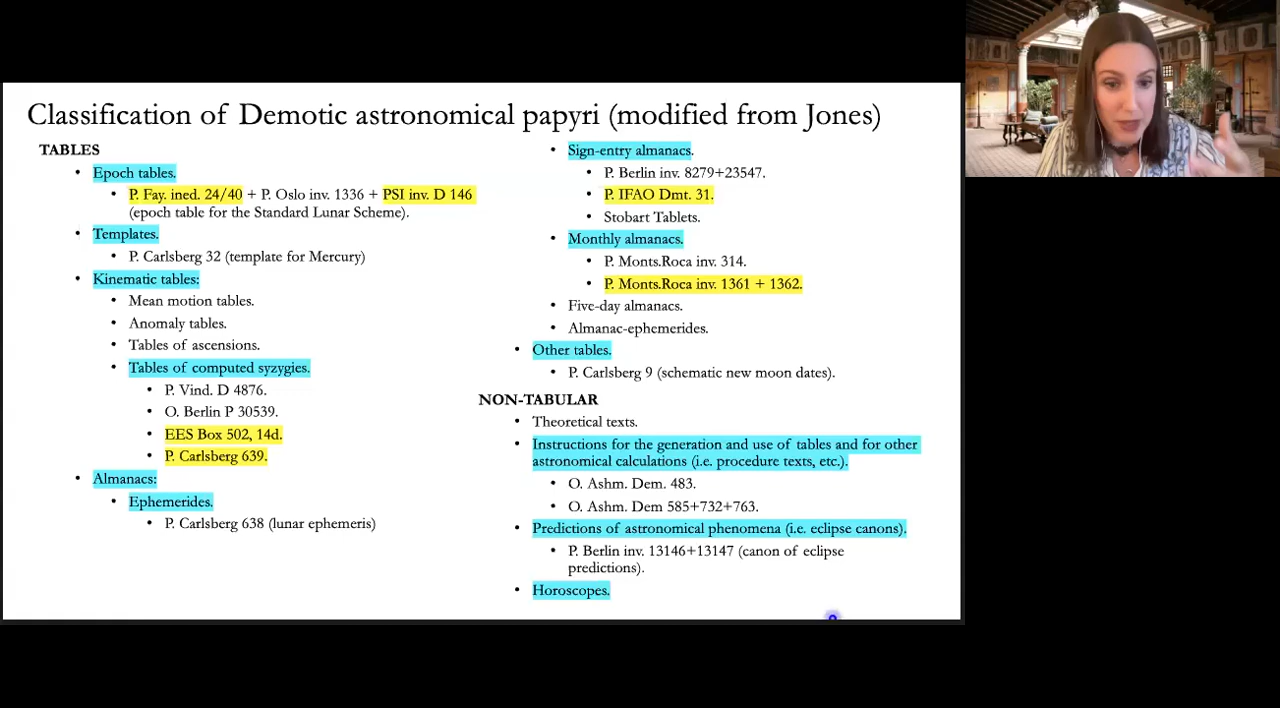 Classification of Demotic astronomical papyri (modified from Jones)
TABLES
• Epoch tables.
• P. Fay. ined. 24/40 + P. Oslo inv. 1336 + PSI inv. D 146
(epoch table for the Standard Lunar Scheme).
• Templates.
• P. Carlsberg 32 (template for Mercury)
• Kinematic tables:
• Mean motion tables.
• Anomaly tables.
• Tables of ascensions.
• Tables of computed syzygies.
• P. Vind. D 4876.
• O. Berlin P 30539.
• EES Box 502, 14d.
• P. Carlsberg 639.
• Almanacs:
• Ephemerides.
• P. Carlsberg 638 (lunar ephemeris)
• Sign-entry almanacs.
• P. Berlin inv. 8279+23547.
• P. IFAO Dmt. 31.
• Stobart Tablets.
• Monthly almanacs.
• P. Monts.Roca inv. 314.
• P. Monts.Roca inv. 1361 + 1362.
• Five-day almanacs.
• Almanac-ephemerides.
• Other tables.
• P. Carlsberg 9 (schematic new moon dates).
NON-TABULAR
• Theoretical texts.
• Instructions for the generation and use of tables and for other
astronomical calculations (i.e. procedure texts, etc.).
• O. Ashm. Dem. 483.
• O. Ashm. Dem 585+732+763.
• Predictions of astronomical phenomena (i.e. eclipse canons).
• P. Berlin inv. 13146+13147 (canon of eclipse
predictions).
• Horoscopes.